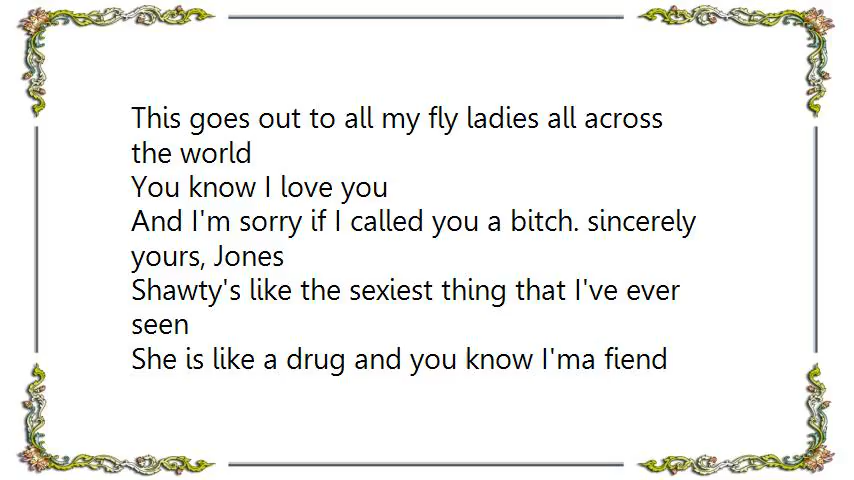 This goes out to all my fly ladies all across
the world
You know I love you
And I'm sorry if I called you a bitch. sincerely
yours, Jones
Shawty's like the sexiest thing that I've ever
seen
She is like a drug and you know I'ma fiend